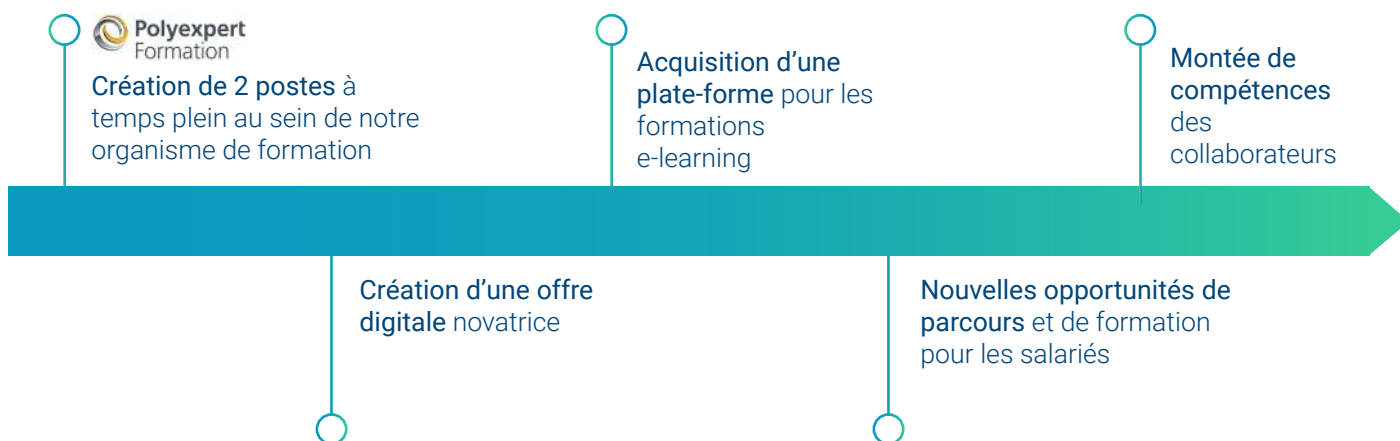 Polyexpert
Formation
Création de 2 postes à
temps plein au sein de notre
organisme de formation
Création d'une offre
digitale novatrice
Acquisition d'une
plate-forme pour les
formations
e-learning
Nouvelles opportunités de
parcours et de formation
pour les salariés
Montée de
compétences
des
collaborateurs